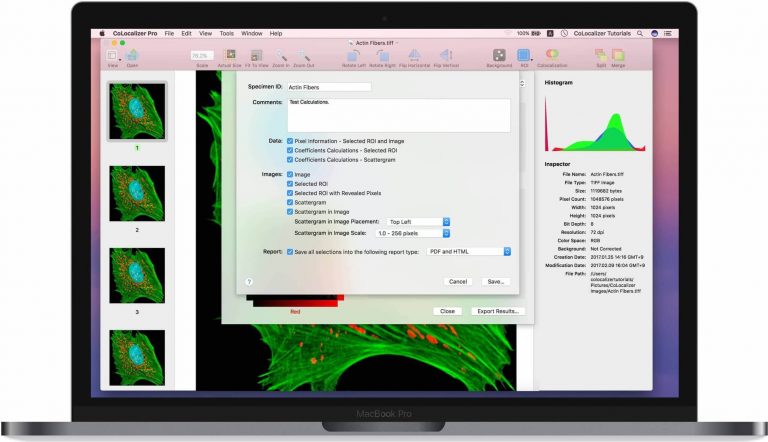 CoLocalizer Pro File Edit View Tools Window Help 100% CoLocalizer Tutorials
Actin Fibers.tiff
76.2%
View Open Scale Actual Size Fit To View Zoom In Zoom Out Rotate Left Rotate Right Flip Horizontal Flip Vertical Background ROI Colocalization Split Merge
1
2
3
Specimen ID: Actin Fibers
Comments: Test Calculations.
Data: Pixel Information - Selected ROI and Image
Coefficients Calculations - Selected ROI
Coefficients Calculations - Scattergram
Images: Image
Selected ROI
Selected ROI with Revealed Pixels
Scattergram
Scattergram in Image
Scattergram in Image Placement: Top Left
Scattergram in Image Scale: 1.0 - 256 pixels
Report: Save all selections into the following report type: PDF and HTML
? Cancel Save...
Red
Close Export Results...
Histogram
Inspector
File Name: Actin Fibers.tiff
File Type: TIFF image
Size: 1119682 bytes
Pixel Count: 1048576 pixels
Width: 1024 pixels
Height: 1024 pixels
Bit Depth: 8
Resolution: 72 dpi
Color Space: RGB
Background: Not Corrected
Creation Date: 2017.01.25 14:16 GMT+9
Modification Date: 2017.02.09 16:04 GMT+9
File Path: /Users/
colocalizer/tutorials/
Pictures/CoLocalizer
Images/Actin Fibers.tiff
MacBook Pro